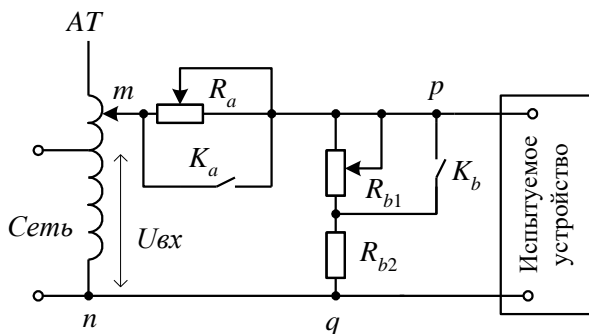 AT
m
R_a
p
K_a
R_b1
K_b
Сеть
Uвх
R_b2
n
q
Испытуемое
устройство